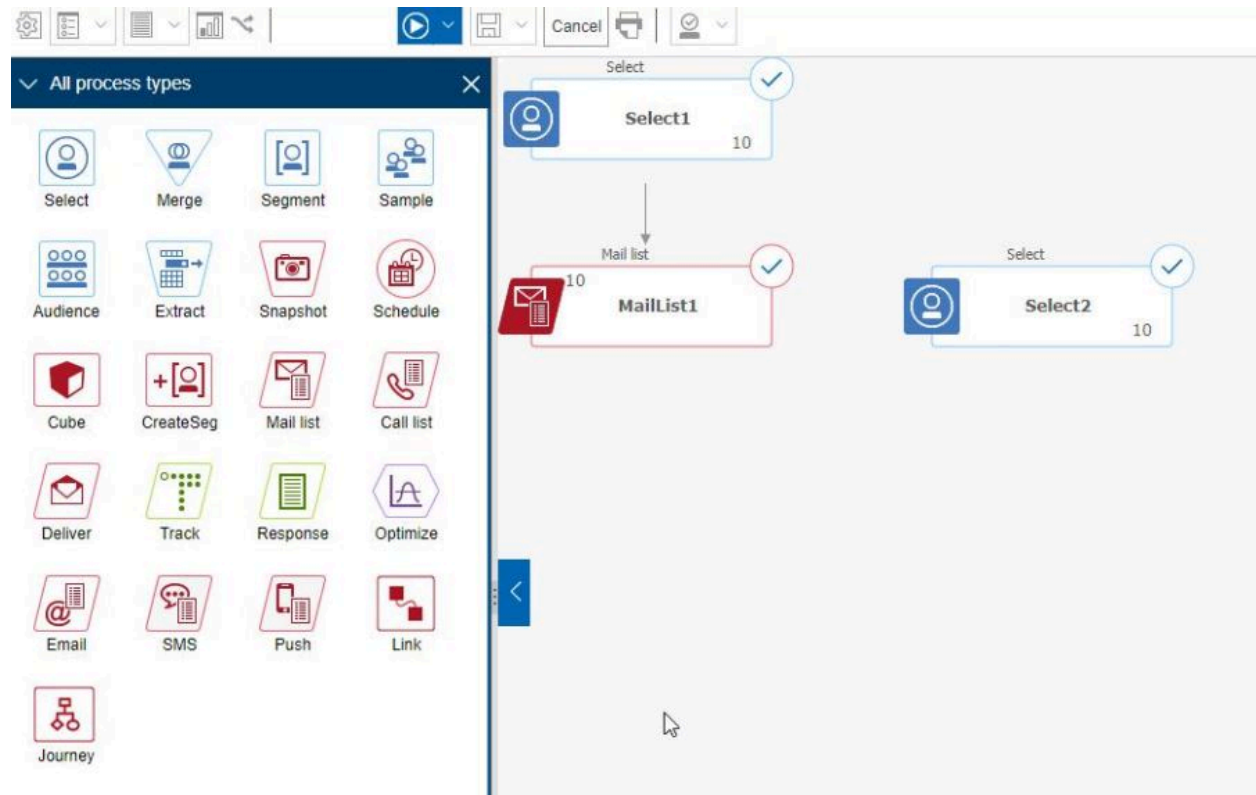 Cancel
All process types
Select
Merge
Segment
Sample
Audience
Extract
Snapshot
Schedule
Cube
CreateSeg
Mail list
Call list
Deliver
Track
Response
Optimize
Email
SMS
Push
Link
Journey
Select
Select1
10
Mail list
10
MailList1
Select
Select2
10